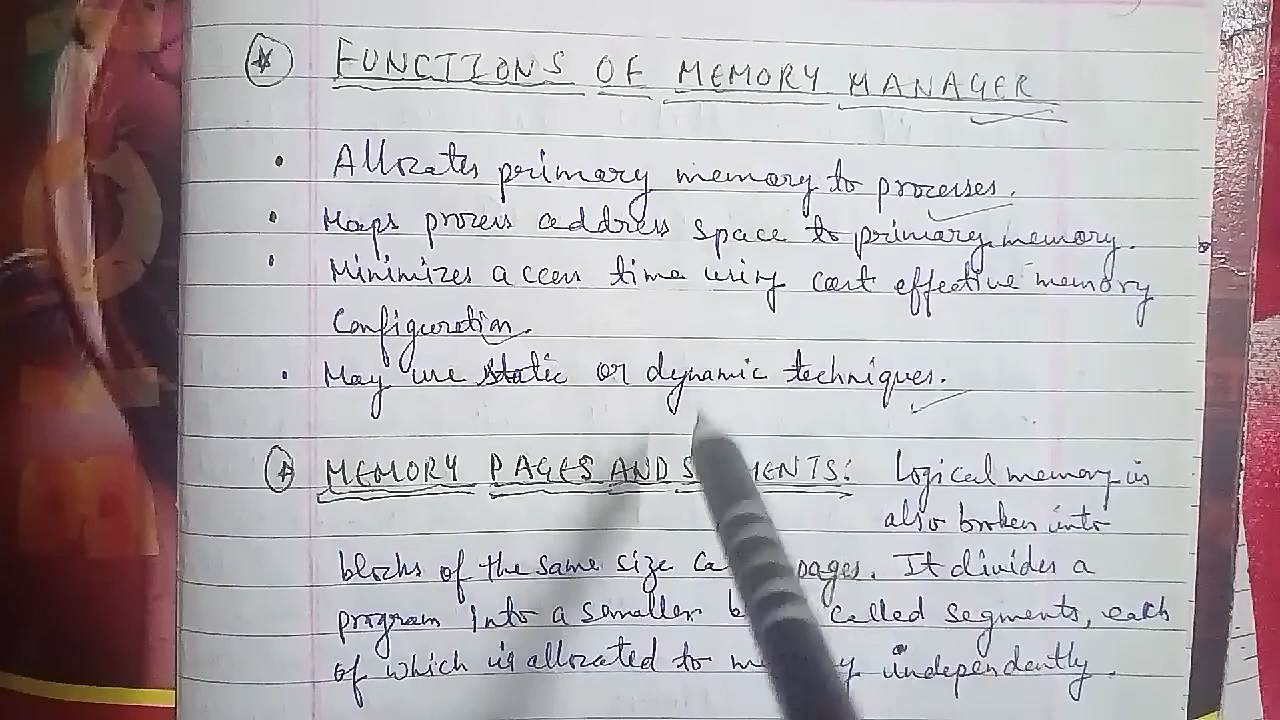 FUNCTIONS OF MEMORY MANAGER
• Allocates primary memory to processes.
• Maps process address space to primary memory.
• Minimizes access time using cost effective memory
configuration.
• May use static or dynamic techniques.
MEMORY PAGES AND S MENTS: Logical memory is
also broken into
blocks of the same size ca pages. It divides a
program into a smaller b called segments, each
of which is allocated to m y independently.